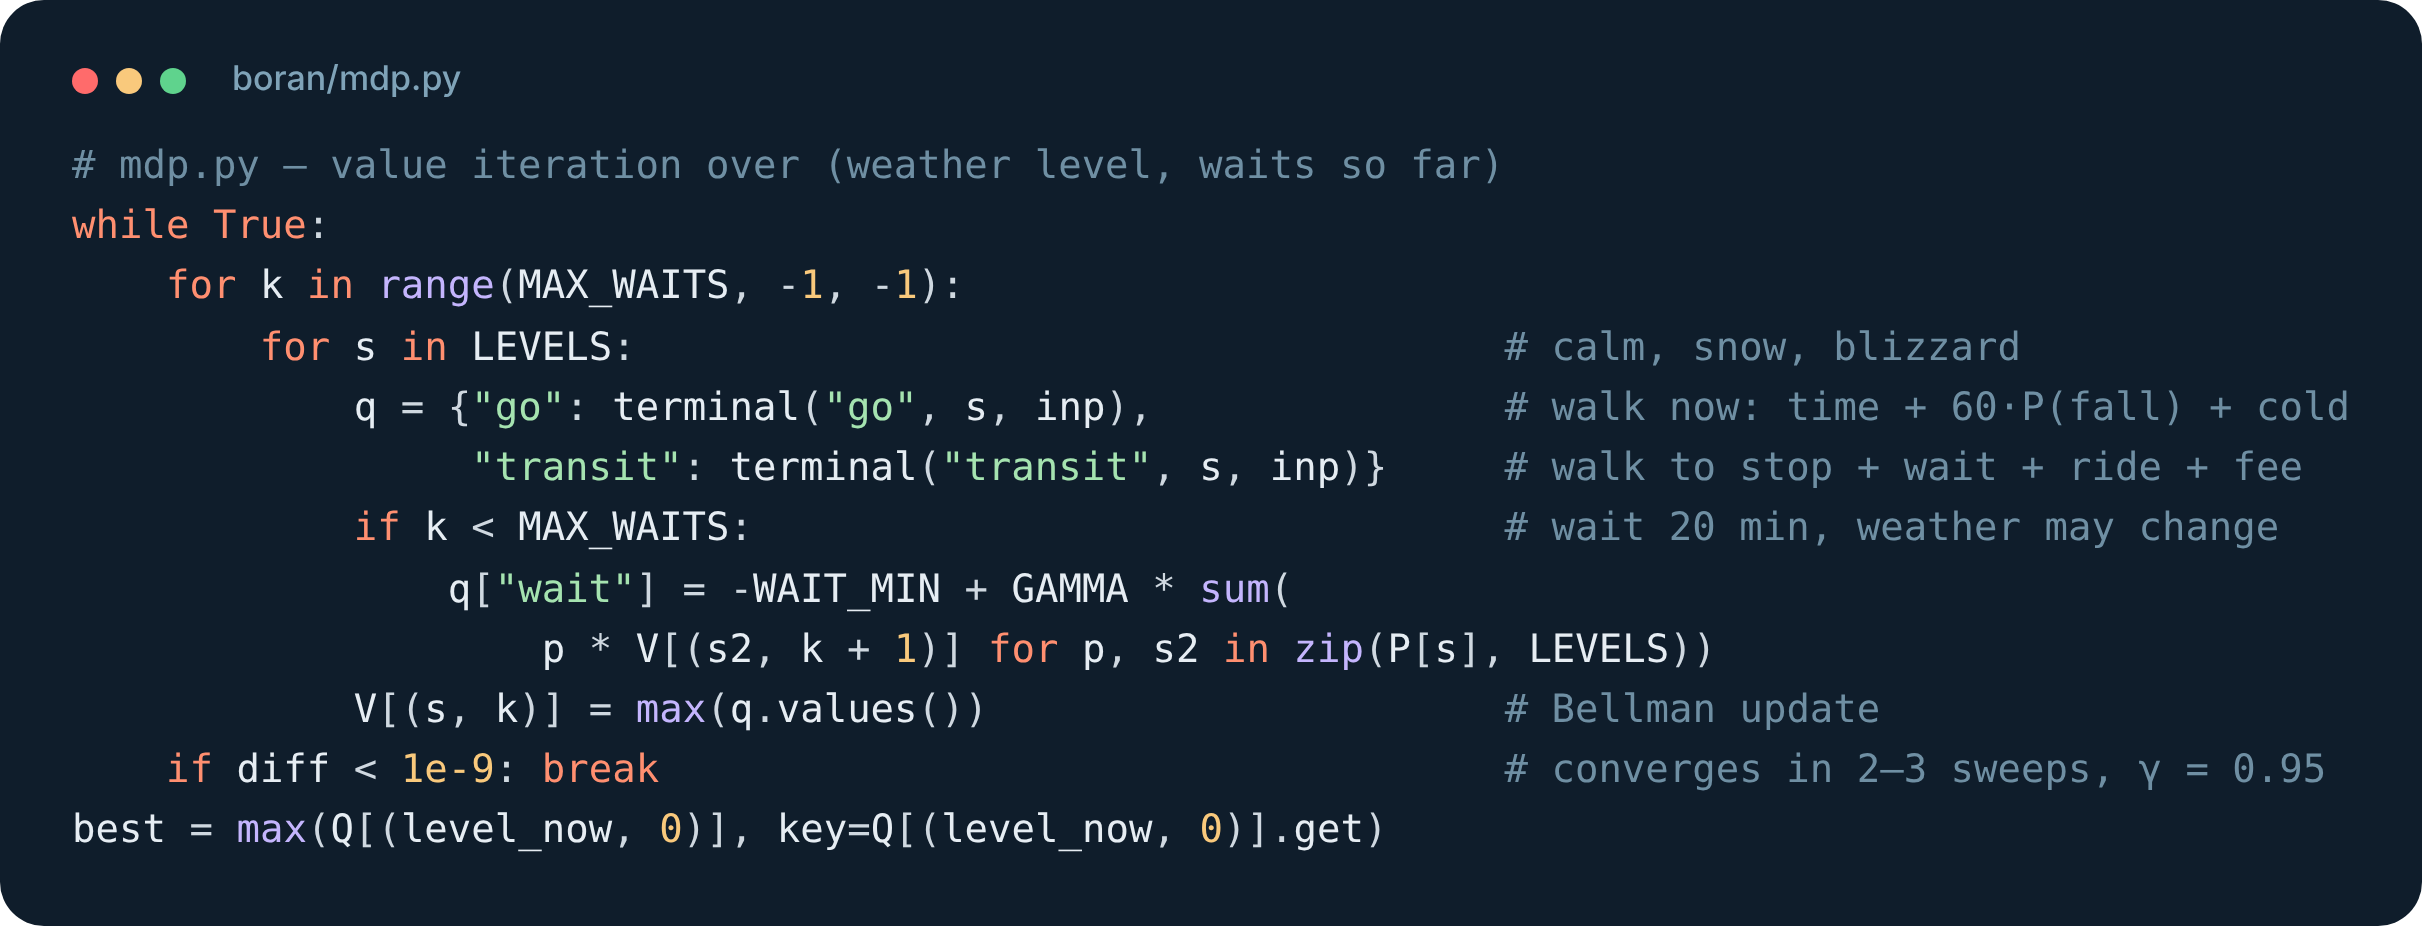 boran/mdp.py
# mdp.py — value iteration over (weather level, waits so far)
while True:
    for k in range(MAX_WAITS, -1, -1):
        for s in LEVELS:                                     # calm, snow, blizzard
            q = {"go": terminal("go", s, inp),               # walk now: time + 60·P(fall) + cold
                 "transit": terminal("transit", s, inp)}     # walk to stop + wait + ride + fee
            if k < MAX_WAITS:                                # wait 20 min, weather may change
                q["wait"] = -WAIT_MIN + GAMMA * sum(
                    p * V[(s2, k + 1)] for p, s2 in zip(P[s], LEVELS))
            V[(s, k)] = max(q.values())                      # Bellman update
    if diff < 1e-9: break                                    # converges in 2–3 sweeps, γ = 0.95
best = max(Q[(level_now, 0)], key=Q[(level_now, 0)].get)